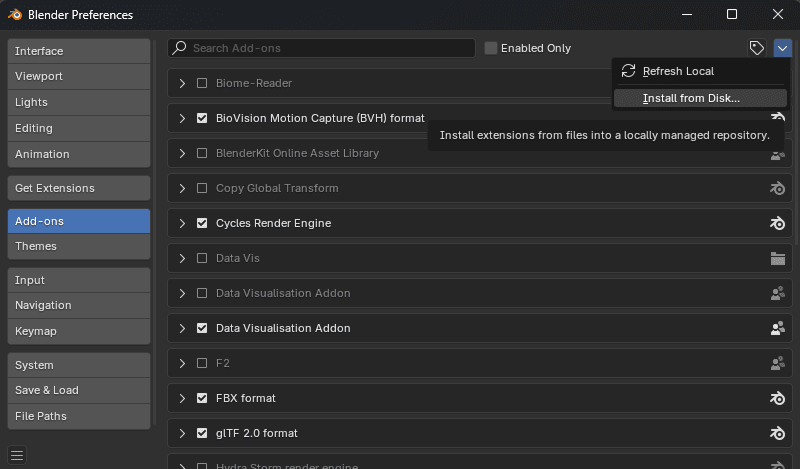 Blender Preferences
Interface
Viewport
Lights
Editing
Animation
Get Extensions
Add-ons
Themes
Input
Navigation
Keymap
System
Save & Load
File Paths
Search Add-ons
Enabled Only
Refresh Local
Install from Disk...
Install extensions from files into a locally managed repository.
Biome-Reader
BioVision Motion Capture (BVH) format
BlenderKit Online Asset Library
Copy Global Transform
Cycles Render Engine
Data Vis
Data Visualisation Addon
Data Visualisation Addon
F2
FBX format
glTF 2.0 format
Hydra Storm render engine